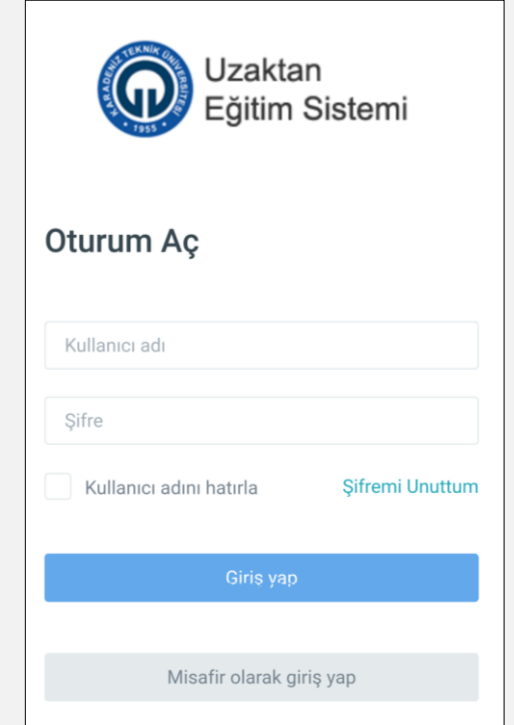 KARADENİZ TEKNİK ÜNİVERSİTESİ
1955
Uzaktan
Eğitim Sistemi
Oturum Aç
Kullanıcı adı
Şifre
Kullanıcı adını hatırla Şifremi Unuttum
Giriş yap
Misafir olarak giriş yap